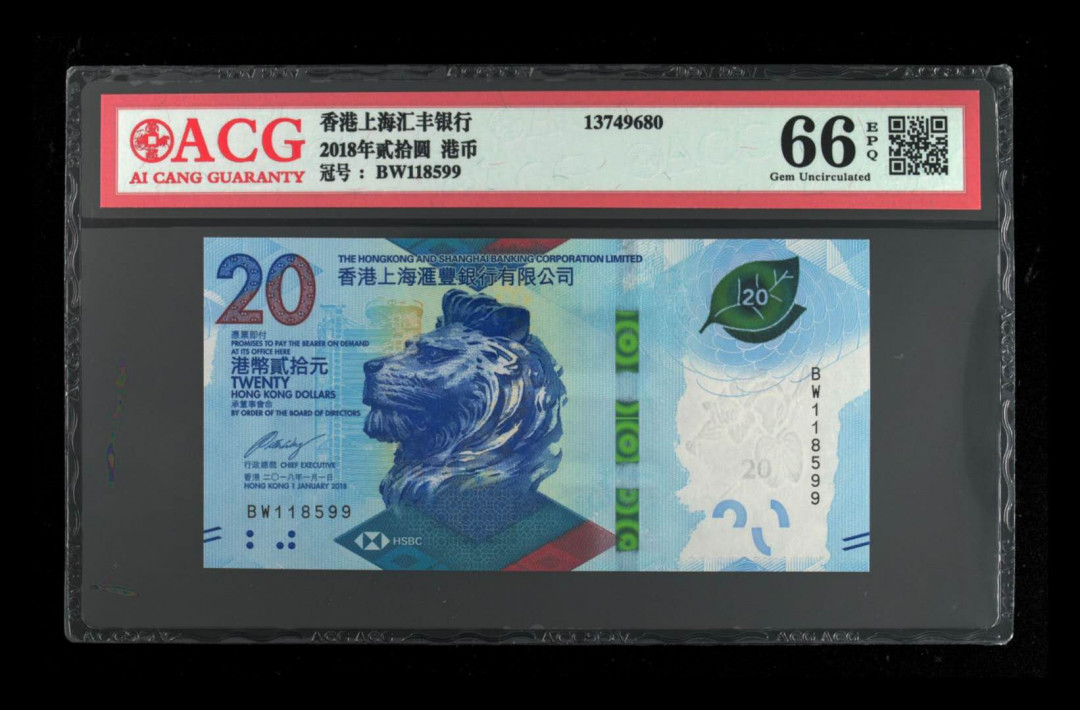 ACG
AI CANG GUARANTY
香港上海汇丰银行
2018年贰拾圆 港币
冠号：BW118599
13749680
66
EPQ
Gem Uncirculated
20
THE HONGKONG AND SHANGHAI BANKING CORPORATION LIMITED
香港上海滙豐銀行有限公司
憑票即付
PROMISES TO PAY THE BEARER ON DEMAND
AT ITS OFFICE HERE
港幣貳拾元
TWENTY
HONG KONG DOLLARS
承董事會命
BY ORDER OF THE BOARD OF DIRECTORS
行政總裁 CHIEF EXECUTIVE
香港 二〇一八年一月一日
HONG KONG 1 JANUARY 2018
BW118599
HSBC
20
BW118599
20